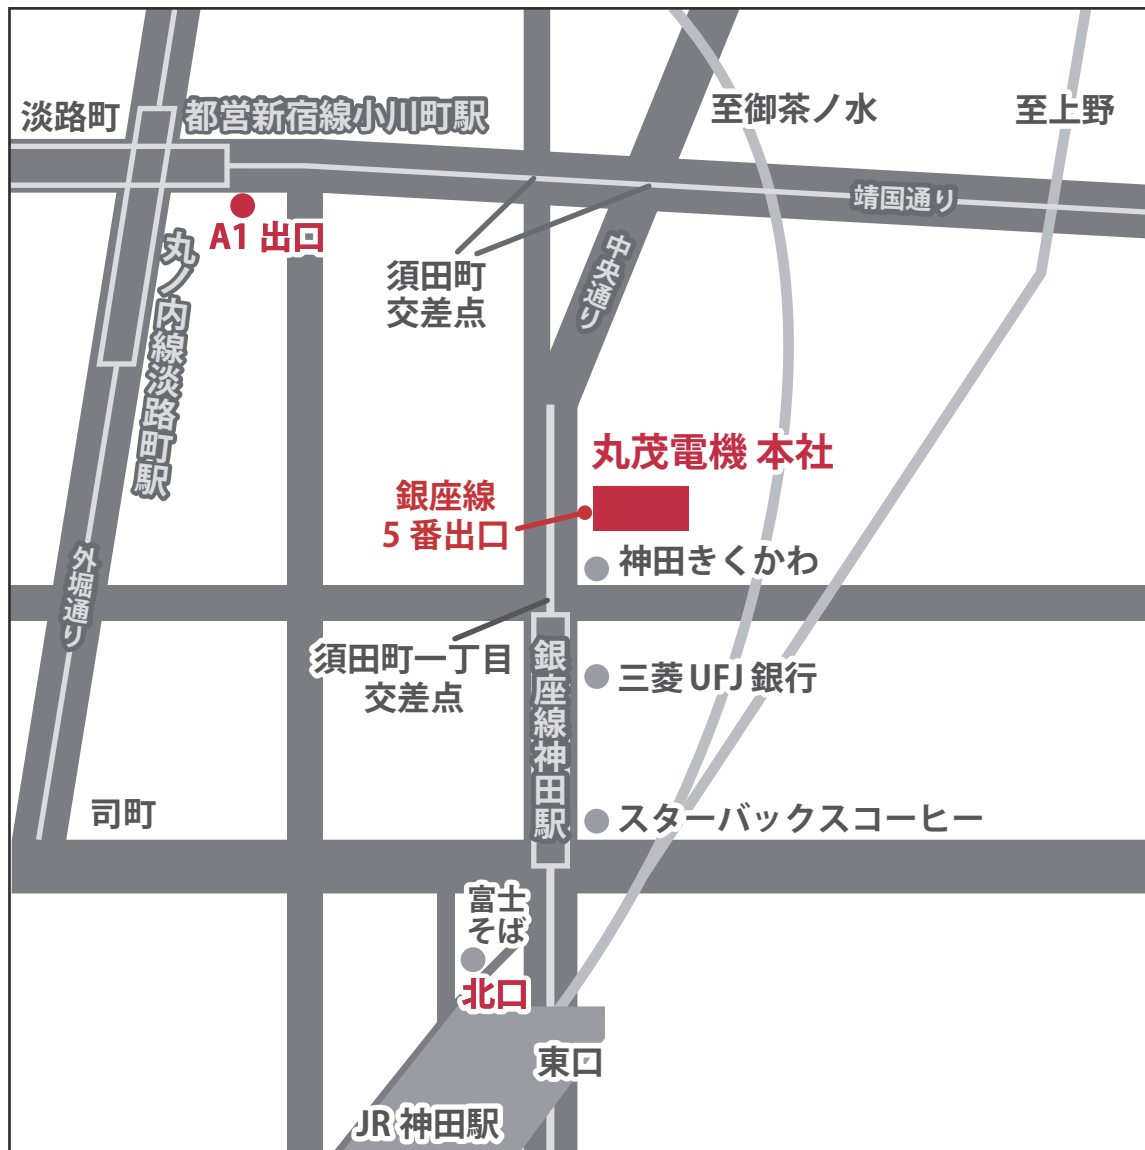 淡路町
都営新宿線小川町駅
至御茶ノ水
至上野
靖国通り
A1 出口
丸ノ内線淡路町駅
須田町
交差点
中央通り
丸茂電機 本社
銀座線
5 番出口
神田きくかわ
外堀通り
須田町一丁目
交差点
銀座線神田駅
三菱 UFJ 銀行
司町
スターバックスコーヒー
富士
そば
北口
東口
JR 神田駅